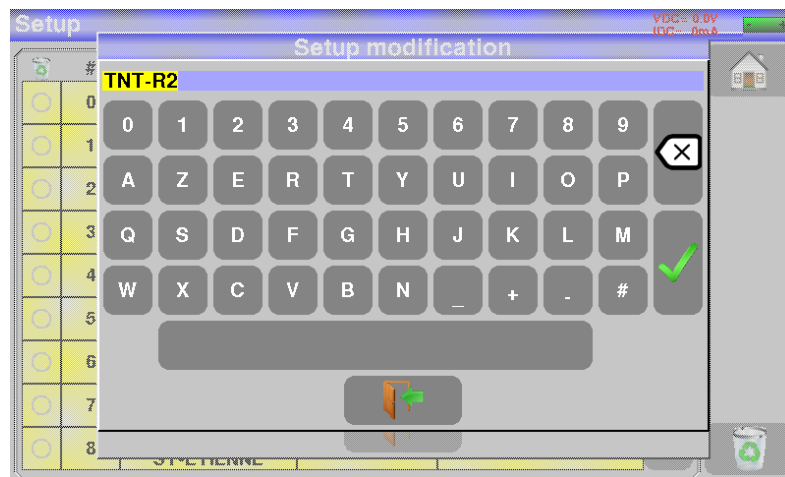 Setup
VDC= 0.0V
IDC= 0mA
Setup modification
#
TNT-R2
0
0 1 2 3 4 5 6 7 8 9
1
A Z E R T Y U I O P
2
3
Q S D F G H J K L M
4
W X C V B N _ + - #
5
6
7
8
ST-ETIENNE